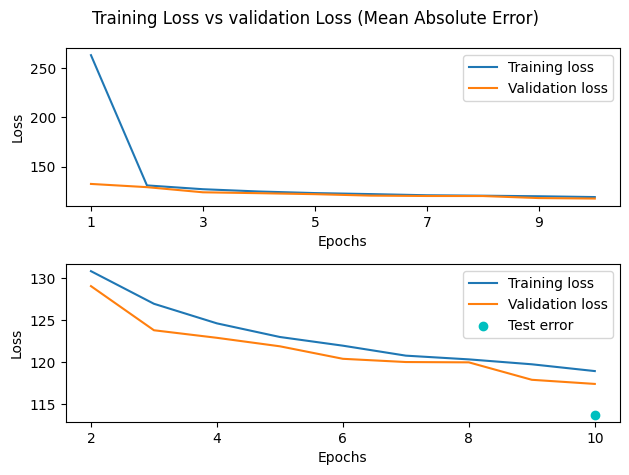 Training Loss vs validation Loss (Mean Absolute Error)
250
200
150
Loss
Training loss
Validation loss
1 3 5 7 9
Epochs
130
125
120
115
Loss
Training loss
Validation loss
Test error
2 4 6 8 10
Epochs